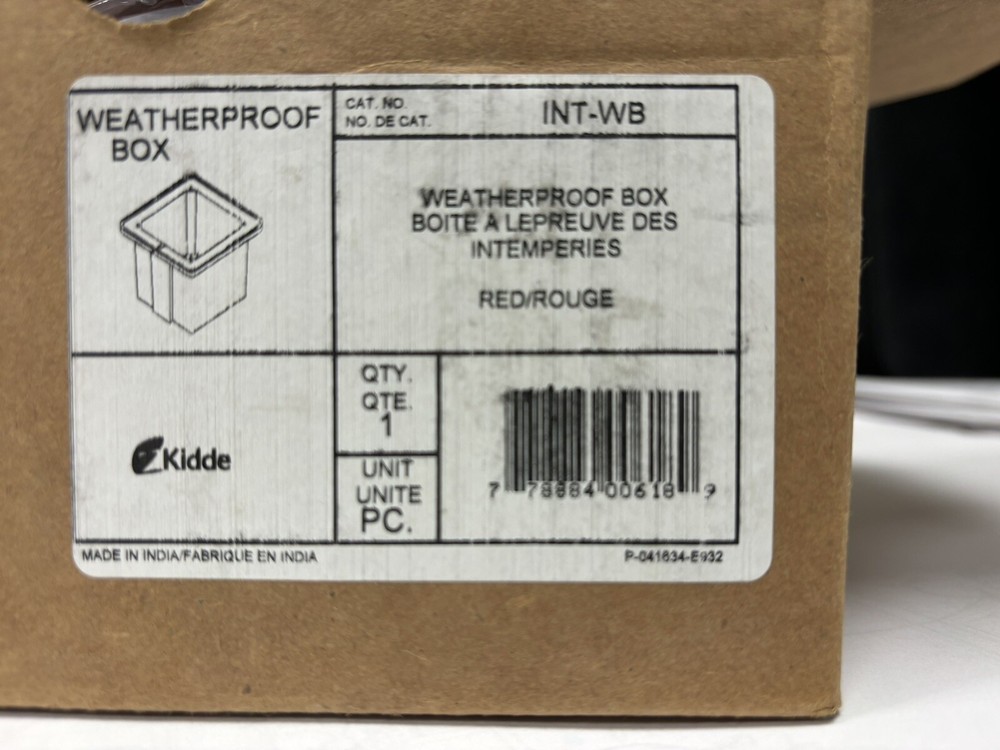 WEATHERPROOF
BOX
CAT. NO.
NO. DE CAT.
INT-WB
WEATHERPROOF BOX
BOITE A LEPREUVE DES
INTEMPERIES
RED/ROUGE
Kidde
QTY.
QTE.
1
UNIT
UNITE
PC.
7 78884 00618 9
MADE IN INDIA/FABRIQUE EN INDIA
P-041634-E932